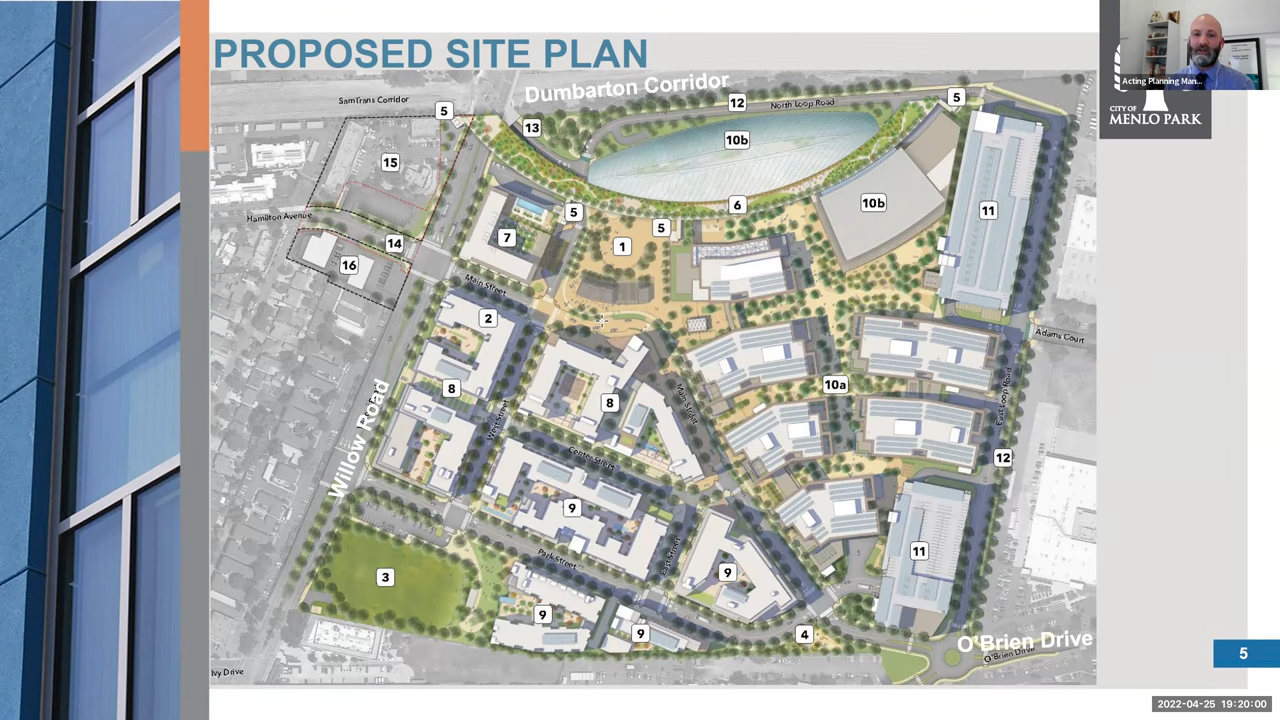 PROPOSED SITE PLAN
Acting Planning Man...
CITY OF
MENLO PARK
SamTrans Corridor
Dumbarton Corridor
North Loop Road
5
12
5
13
10b
15
Hamilton Avenue
5
6
10b
11
7
5
14
1
16
Main Street
2
Adams Court
8
8
Main Street
10a
East Loop Road
Willow Road
West Street
Center Street
12
9
11
Park Street
East Street
9
3
9
9
4
O'Brien Drive
O'Brien Drive
Ivy Drive
5
2022-04-25 19:20:00